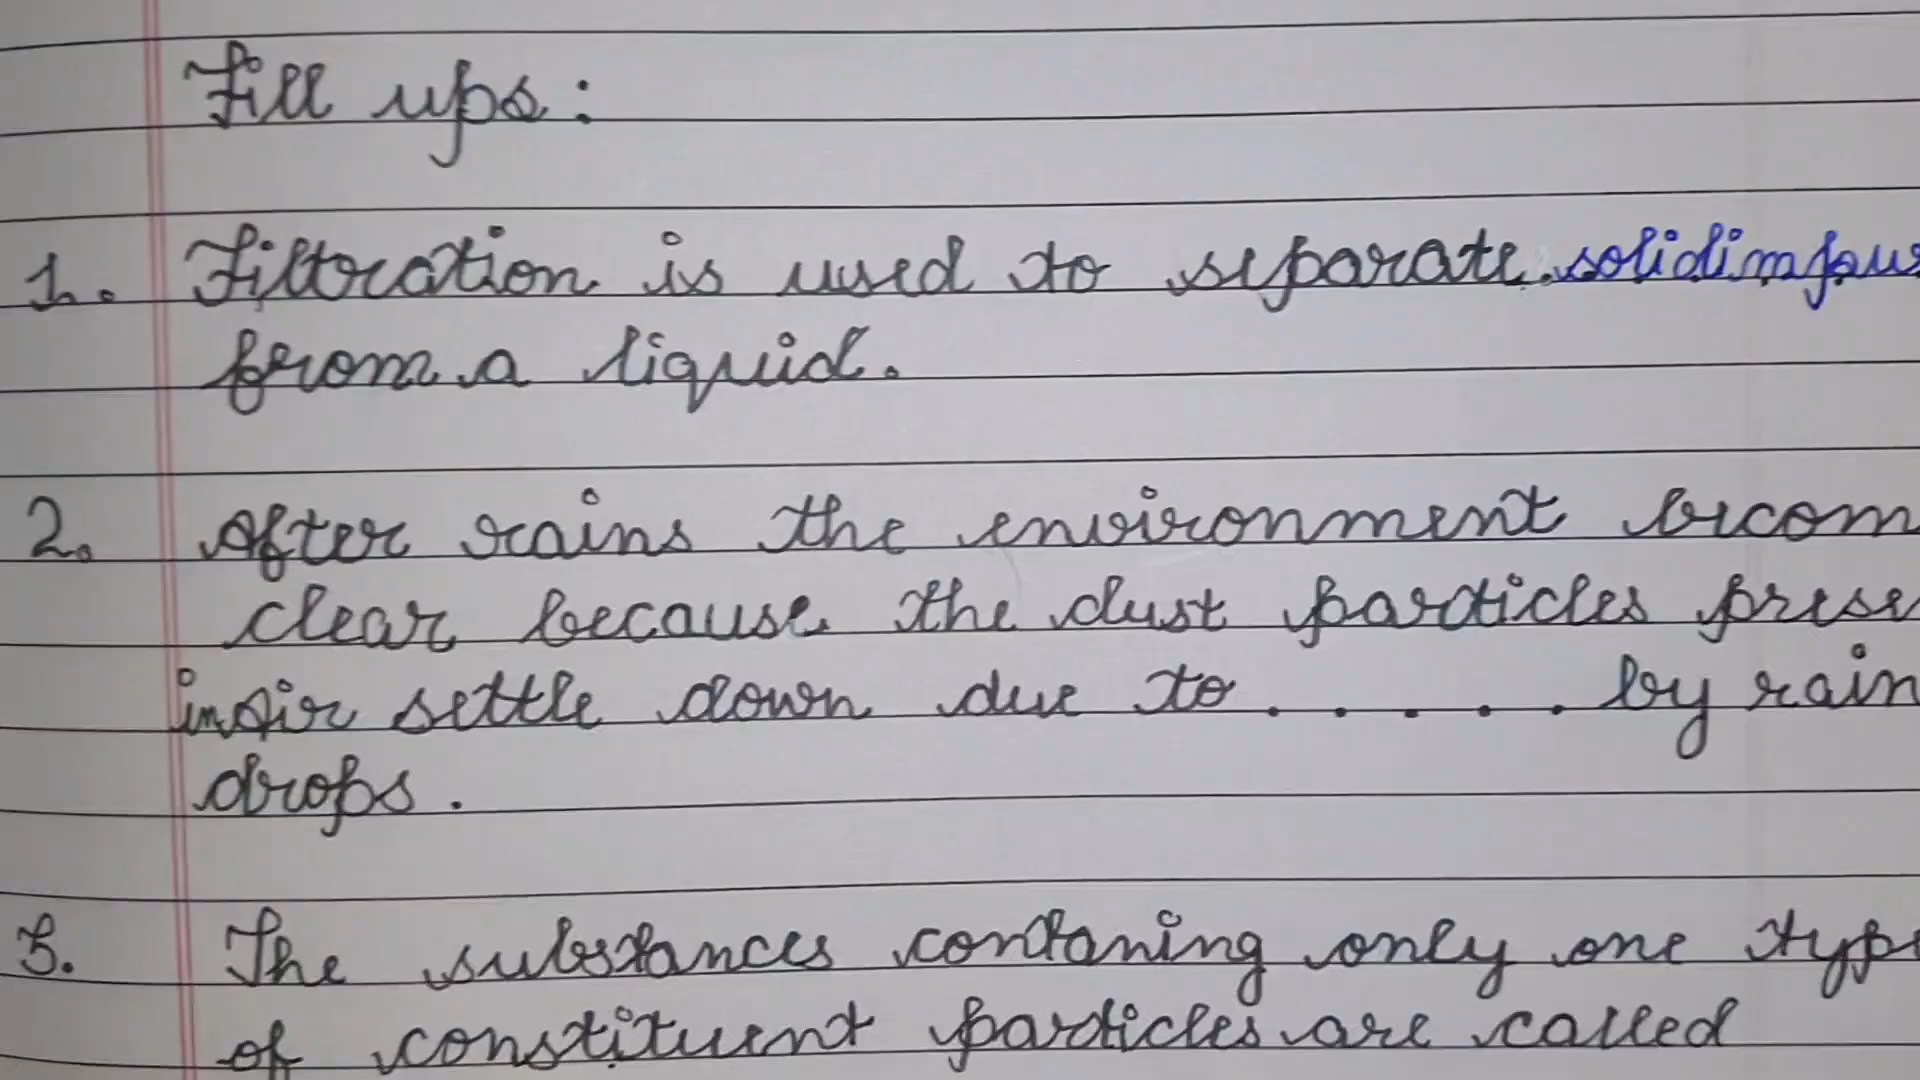 Fill ups:
1. Filtration is used to separate solid impu
from a liquid.
2. After rains the environment becom
clear because the dust particles prese
in air settle down due to . . . . . by rain
drops.
3. The substances contaning only one typ
of constituent particles are called